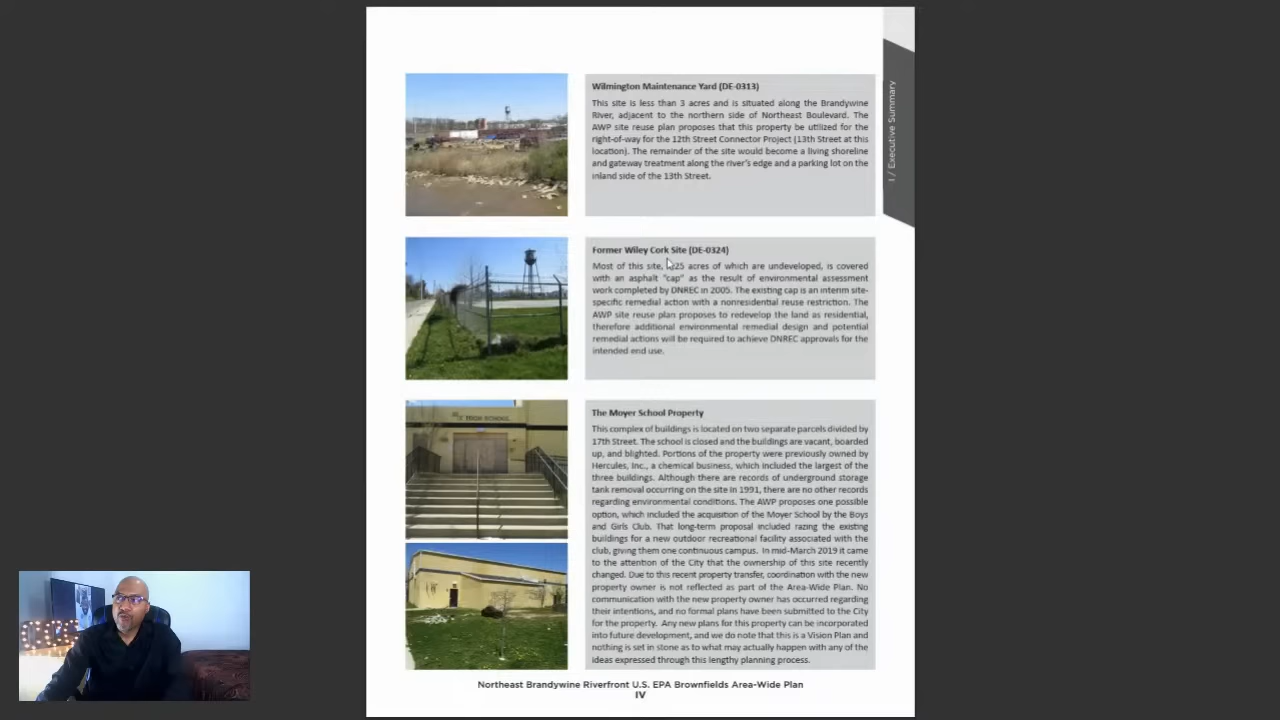 I / Executive Summary
Wilmington Maintenance Yard (DE-0313)
This site is less than 3 acres and is situated along the Brandywine
River, adjacent to the northern side of Northeast Boulevard. The
AWP site reuse plan proposes that this property be utilized for the
right-of-way for the 12th Street Connector Project (13th Street at this
location). The remainder of the site would become a living shoreline
and gateway treatment along the river's edge and a parking lot on the
inland side of the 13th Street.
Former Wiley Cork Site (DE-0324)
Most of this site, acres of which are undeveloped, is covered
with an asphalt "cap" as the result of environmental assessment
work completed by DNREC in 2005. The existing cap is an interim site-
specific remedial action with a nonresidential reuse restriction. The
AWP site reuse plan proposes to redevelop the land as residential,
therefore additional environmental remedial design and potential
remedial actions will be required to achieve DNREC approvals for the
intended end use.
The Moyer School Property
This complex of buildings is located on two separate parcels divided by
17th Street. The school is closed and the buildings are vacant, boarded
up, and blighted. Portions of the property were previously owned by
Hercules, Inc., a chemical business, which included the largest of the
three buildings. Although there are records of underground storage
tank removal occurring on the site in 1991, there are no other records
regarding environmental conditions. The AWP proposes one possible
option, which included the acquisition of the Moyer School by the Boys
and Girls Club. That long-term proposal included razing the existing
buildings for a new outdoor recreational facility associated with the
club, giving them one continuous campus. In mid-March 2019 it came
to the attention of the City that the ownership of this site recently
changed. Due to this recent property transfer, coordination with the new
property owner is not reflected as part of the Area-Wide Plan. No
communication with the new property owner has occurred regarding
their intentions, and no formal plans have been submitted to the City
for the property. Any new plans for this property can be incorporated
into future development, and we do note that this is a Vision Plan and
nothing is set in stone as to what may actually happen with any of the
ideas expressed through this lengthy planning process.
Northeast Brandywine Riverfront U.S. EPA Brownfields Area-Wide Plan
IV